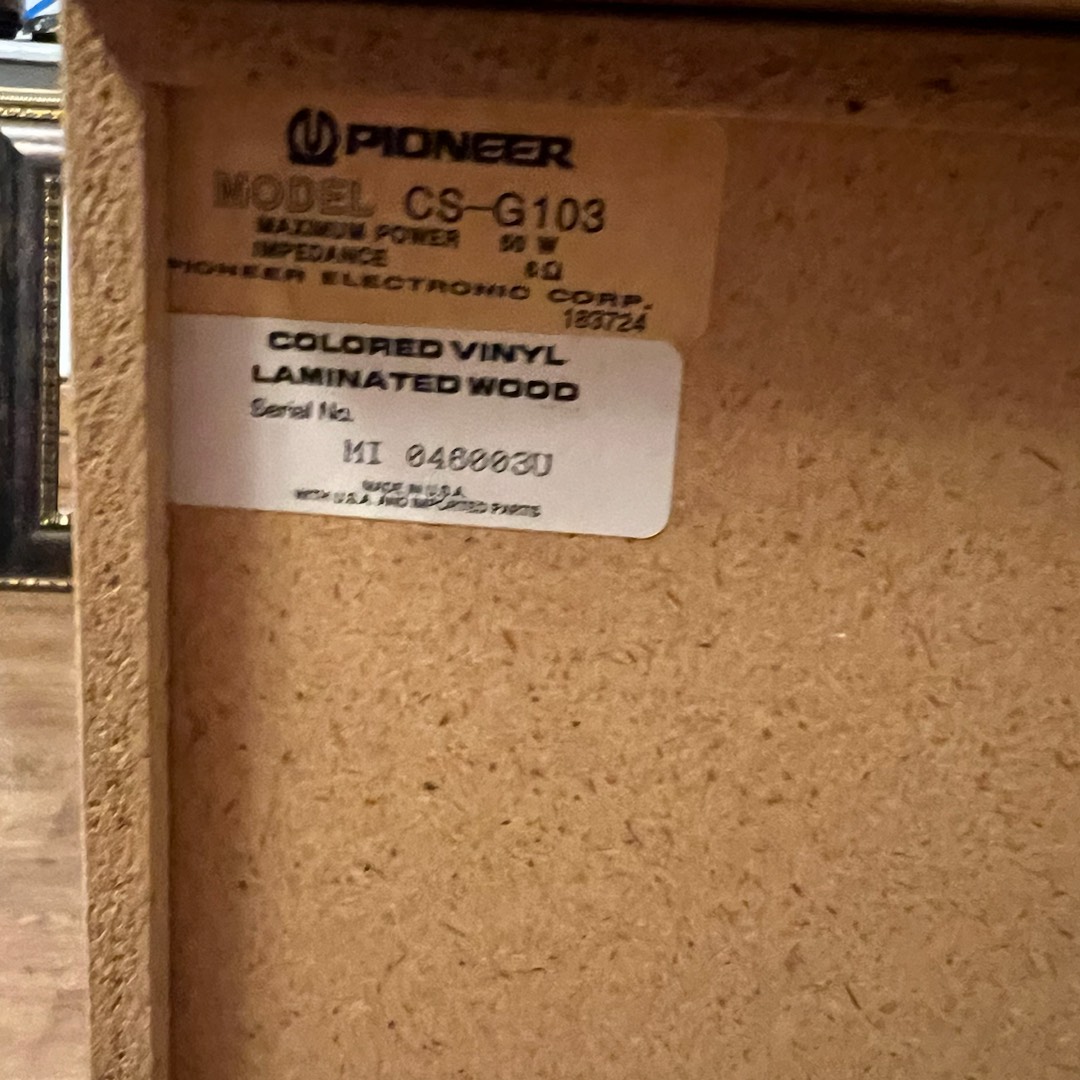 PIONEER
MODEL CS-G103
MAXIMUM POWER 50 W
IMPEDANCE 8Ω
PIONEER ELECTRONIC CORP.
183724
COLORED VINYL
LAMINATED WOOD
Serial No.
MI 048003U
MADE IN U.S.A.
WITH U.S.A. AND IMPORTED PARTS